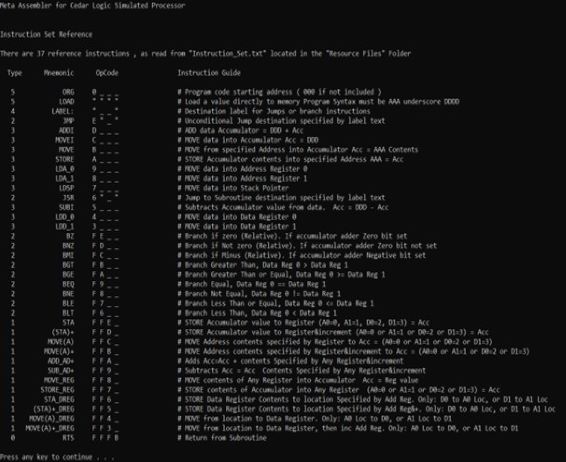 Meta Assembler for Cedar Logic Simulated Processor
Instruction Set Reference
There are 37 reference instructions , as read from "Instruction_Set.txt" located in the "Resource Files" Folder
Type Mnemonic OpCode Instruction Guide
5 ORG 0 _ _ _ # Program code starting address ( 000 if not included )
5 LOAD * * * * # Load a value directly to memory Program Syntax must be AAA underscore DDDD
4 LABEL: * _ _ * # Destination label for Jumps or branch instructions
2 JMP E * _ * # Unconditional Jump destination specified by label text
3 ADDI D _ _ _ # ADD data Accumulator = DDD + Acc
3 MOVEI C _ _ _ # MOVE data into Accumulator Acc = DDD
3 MOVE B _ _ _ # MOVE from specified Address into Accumulator Acc = AAA Contents
3 STORE A _ _ _ # STORE Accumulator contents into specified Address AAA = Acc
3 LDA_0 9 _ _ _ # MOVE data into Address Register 0
3 LDA_1 8 _ _ _ # MOVE data into Address Register 1
3 LDSP 7 _ _ _ # MOVE data into Stack Pointer
2 JSR 6 * _ * # Jump to Subroutine destination specified by label text
3 SUBI 5 _ _ _ # Subtracts Accumulator value from data. Acc = DDD - Acc
3 LDD_0 4 _ _ _ # MOVE data into Data Register 0
3 LDD_1 3 _ _ _ # MOVE data into Data Register 1
2 BZ F E _ _ # Branch if zero (Relative). If accumulator adder Zero bit set
2 BNZ F D _ _ # Branch if Not zero (Relative). If accumulator adder Zero bit not set
2 BMI F C _ _ # Branch if Minus (Relative). If accumulator adder Negative bit set
2 BGT F B _ _ # Branch Greater Than, Data Reg 0 > Data Reg 1
2 BGE F A _ _ # Branch Greater Than or Equal, Data Reg 0 >= Data Reg 1
2 BEQ F 9 _ _ # Branch Equal, Data Reg 0 == Data Reg 1
2 BNE F 8 _ _ # Branch Not Equal, Data Reg 0 != Data Reg 1
2 BLE F 7 _ _ # Branch Less Than or Equal, Data Reg 0 <= Data Reg 1
2 BLT F 6 _ _ # Branch Less Than, Data Reg 0 < Data Reg 1
1 STA F F E _ # STORE Accumulator value to Register (A0=0, A1=1, D0=2, D1=3) = Acc
1 (STA)+ F F D _ # STORE Accumulator value to Register&increment (A0=0 or A1=1 or D0=2 or D1=3) = Acc
1 MOVE(A) F F C _ # MOVE Address contents specified by Register to Acc = (A0=0 or A1=1 or D0=2 or D1=3)
1 MOVE(A)+ F F B _ # MOVE Address contents specified by Register&increment to Acc = (A0=0 or A1=1 or D0=2 or D1=3)
1 ADD_AD+ F F A _ # Adds Acc=Acc + contents Specified by Any Register&increment
1 SUB_AD+ F F 9 _ # Subtracts Acc = Acc Contents Specified by Any Register&increment
1 MOVE_REG F F 8 _ # MOVE contents of Any Register into Accumulator Acc = Reg value
1 STORE_REG F F 7 _ # STORE contents of Accumulator into Any Register (A0=0 or A1=1 or D0=2 or D1=3) = Acc
1 STA_DREG F F 6 _ # STORE Data Register Contents to location Specified by Add Reg. Only: D0 to A0 Loc, or D1 to A1 Loc
1 (STA)+_DREG F F 5 _ # STORE Data Register Contents to location Specified by Add Reg&+. Only: D0 to A0 Loc, or D1 to A1 Loc
1 MOVE(A)_DREG F F 4 _ # MOVE from location to Data Register. Only: A0 Loc to D0, or A1 Loc to D1
1 MOVE(A)+_DREG F F 3 _ # MOVE from location to Data Register, then inc Add Reg. Only: A0 Loc to D0, or A1 Loc to D1
0 RTS F F F B # Return from Subroutine
Press any key to continue . . .